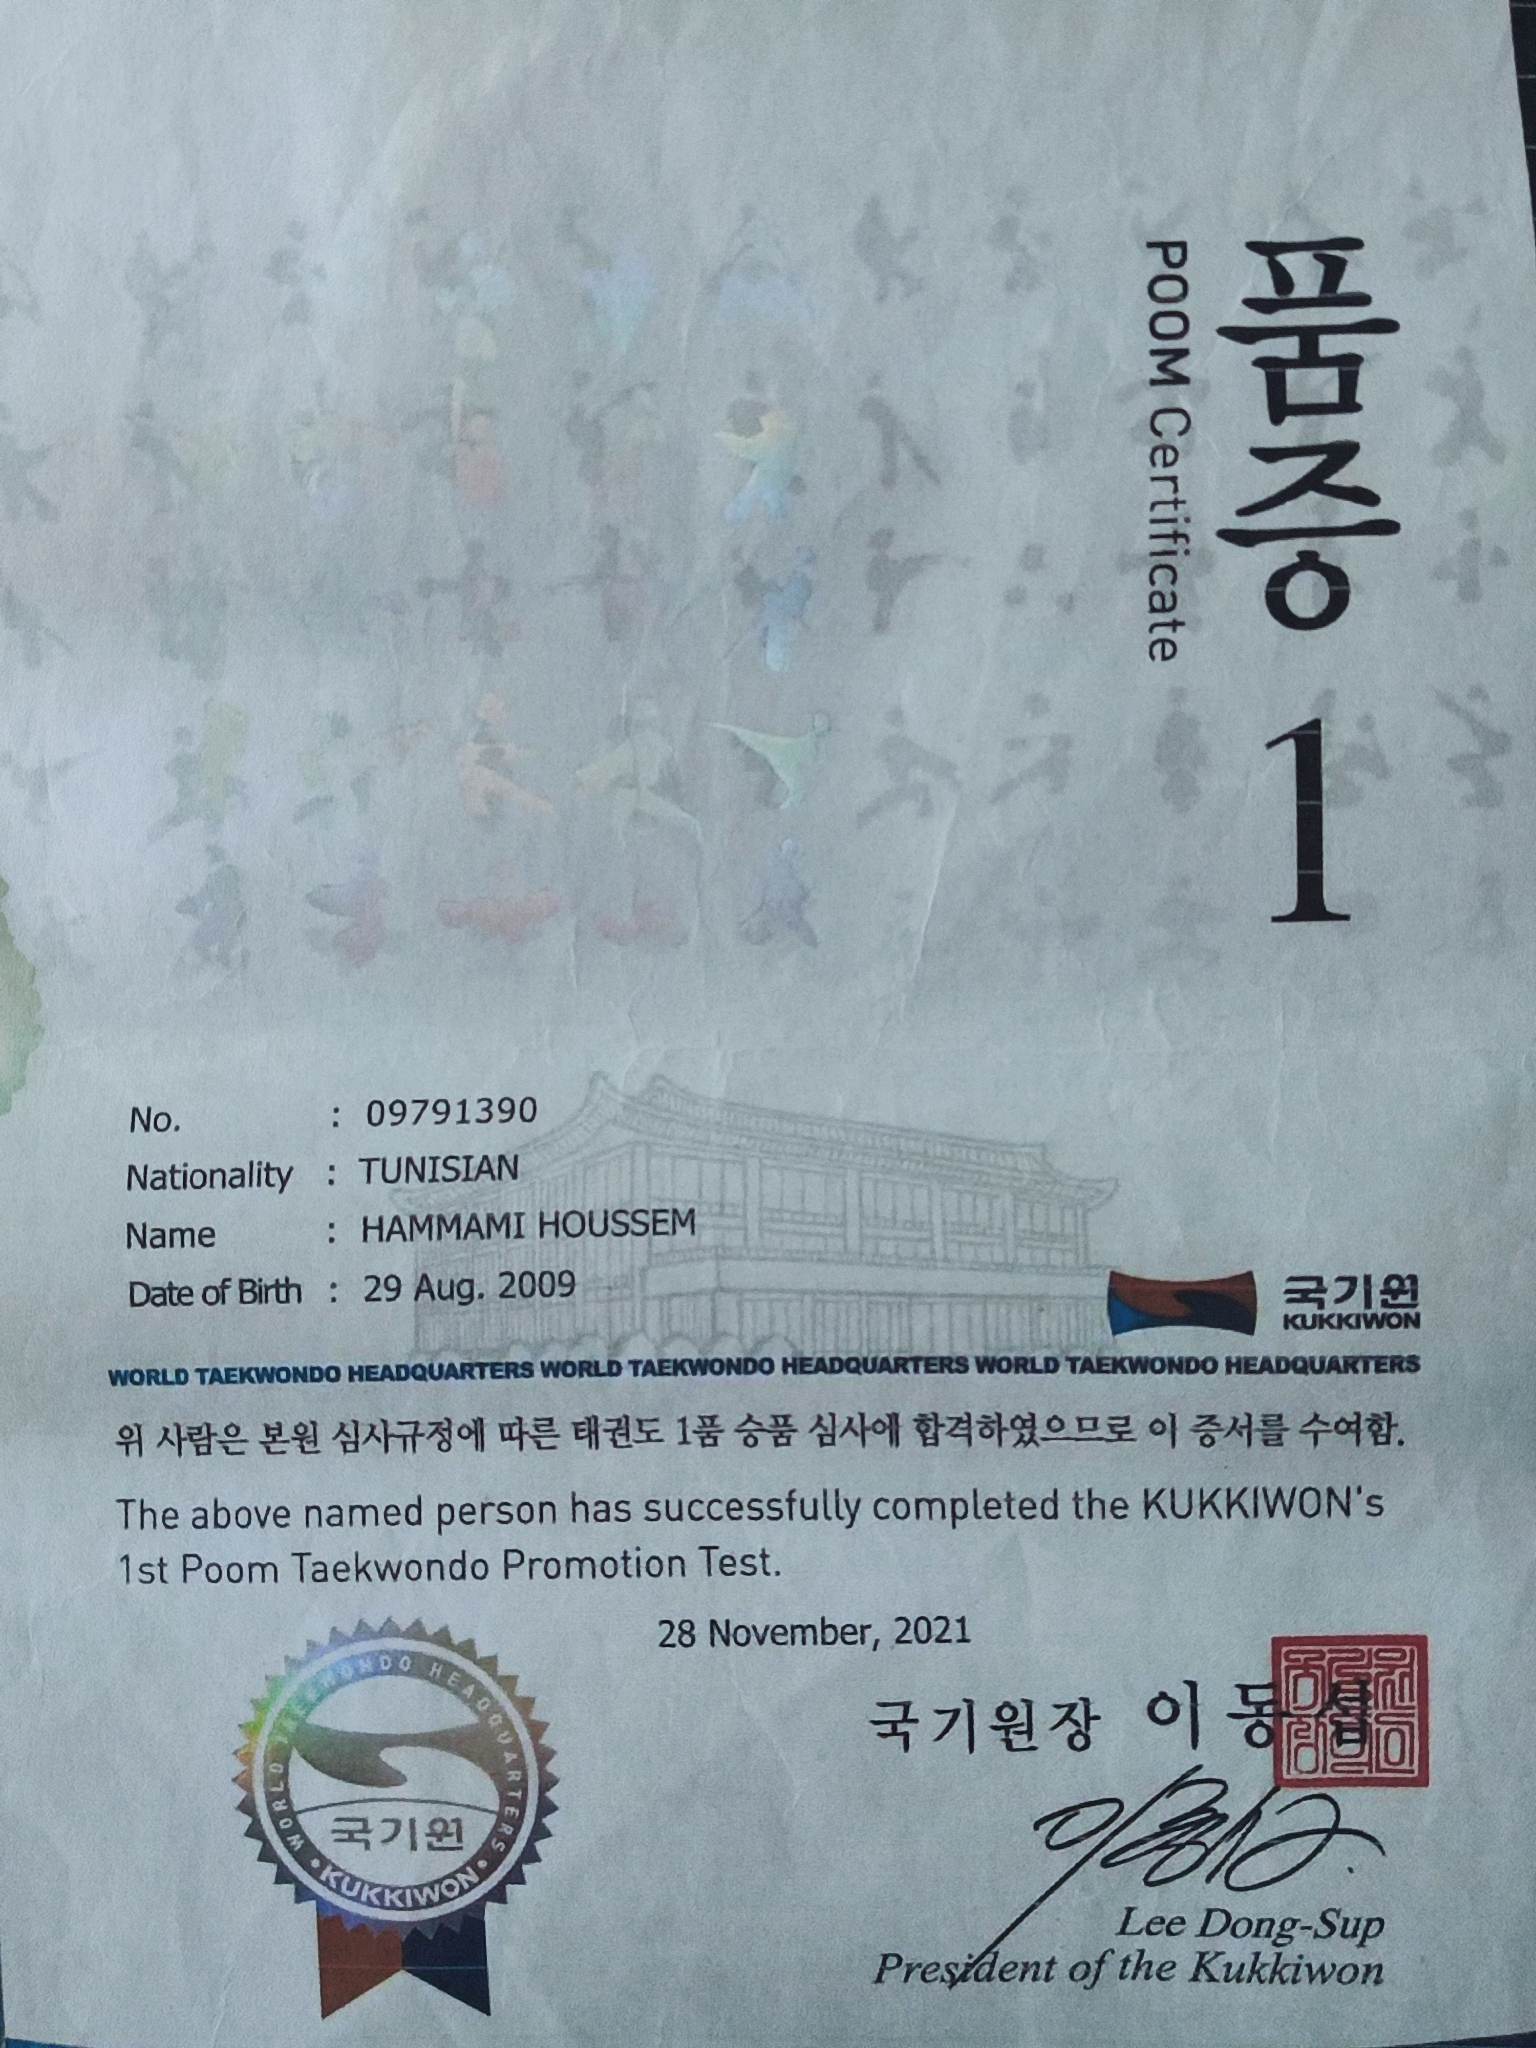 품증 1
POOM Certificate
No. : 09791390
Nationality : TUNISIAN
Name : HAMMAMI HOUSSEM
Date of Birth : 29 Aug. 2009
국기원
KUKKIWON
WORLD TAEKWONDO HEADQUARTERS WORLD TAEKWONDO HEADQUARTERS WORLD TAEKWONDO HEADQUARTERS
위 사람은 본원 심사규정에 따른 태권도 1품 승품 심사에 합격하였으므로 이 증서를 수여함.
The above named person has successfully completed the KUKKIWON's
1st Poom Taekwondo Promotion Test.
28 November, 2021
국기원장 이동섭
Lee Dong-Sup
President of the Kukkiwon
WORLD TAEKWONDO HEADQUARTERS
국기원
KUKKIWON